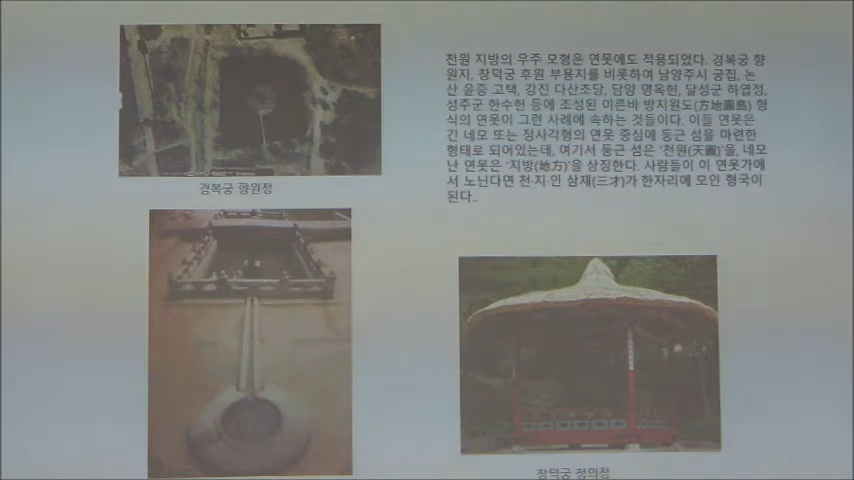 천원 지방의 우주 모형은 연못에도 적용되었다. 경복궁 향
원지, 창덕궁 후원 부용지를 비롯하여 남양주시 궁집, 논
산 윤증 고택, 강진 다산초당, 담양 명옥헌, 달성군 하엽정,
성주군 한수헌 등에 조성된 이른바 방지원도(方地圓島) 형
식의 연못이 그런 사례에 속하는 것들이다. 이들 연못은
긴 네모 또는 정사각형의 연못 중심에 둥근 섬을 마련한
형태로 되어있는데, 여기서 둥근 섬은 '천원(天圓)'을, 네모
난 연못은 '지방(地方)'을 상징한다. 사람들이 이 연못가에
서 노닌다면 천·지·인 삼재(三才)가 한자리에 모인 형국이
된다..
경복궁 향원정
창덕궁 청의정